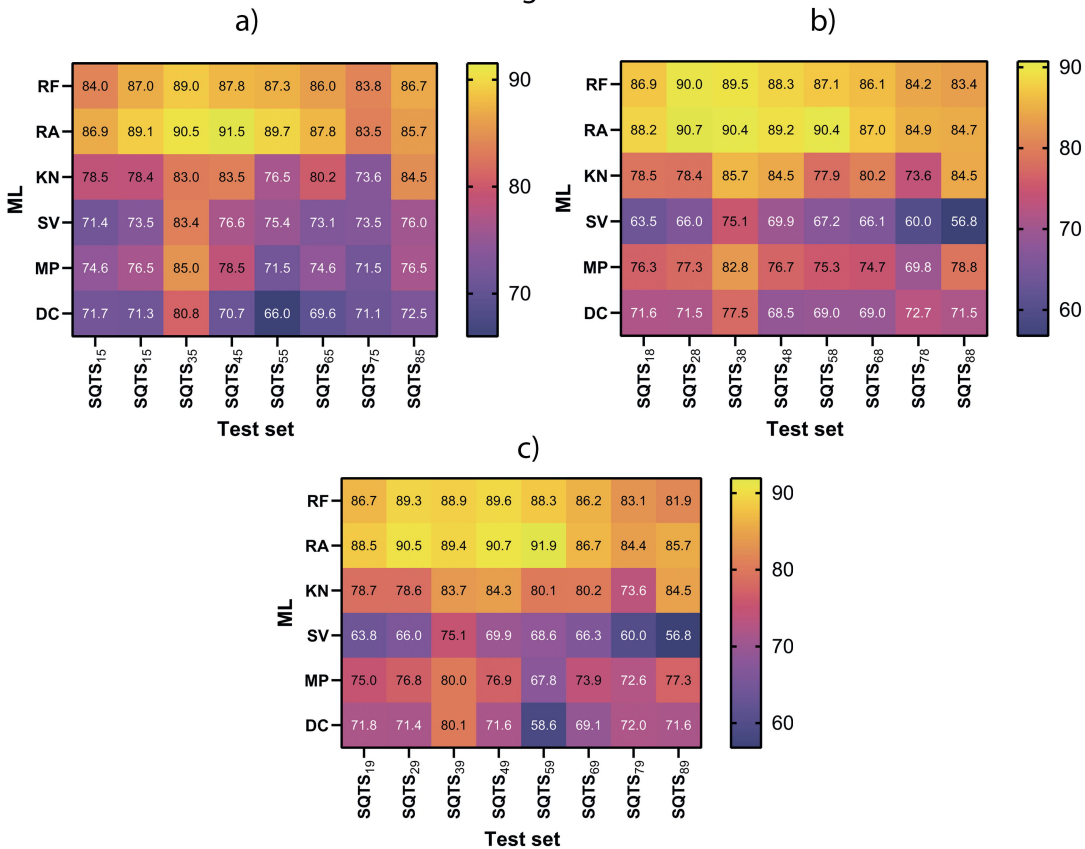 a)
ML
RF 84.0 87.0 89.0 87.8 87.3 86.0 83.8 86.7
RA 86.9 89.1 90.5 91.5 89.7 87.8 83.5 85.7
KN 78.5 78.4 83.0 83.5 76.5 80.2 73.6 84.5
SV 71.4 73.5 83.4 76.6 75.4 73.1 73.5 76.0
MP 74.6 76.5 85.0 78.5 71.5 74.6 71.5 76.5
DC 71.7 71.3 80.8 70.7 66.0 69.6 71.1 72.5
SQTS15 SQTS15 SQTS35 SQTS45 SQTS55 SQTS65 SQTS75 SQTS85
Test set
90
80
70
b)
ML
RF 86.9 90.0 89.5 88.3 87.1 86.1 84.2 83.4
RA 88.2 90.7 90.4 89.2 90.4 87.0 84.9 84.7
KN 78.5 78.4 85.7 84.5 77.9 80.2 73.6 84.5
SV 63.5 66.0 75.1 69.9 67.2 66.1 60.0 56.8
MP 76.3 77.3 82.8 76.7 75.3 74.7 69.8 78.8
DC 71.6 71.5 77.5 68.5 69.0 69.0 72.7 71.5
SQTS18 SQTS28 SQTS38 SQTS48 SQTS58 SQTS68 SQTS78 SQTS88
Test set
90
80
70
60
c)
ML
RF 86.7 89.3 88.9 89.6 88.3 86.2 83.1 81.9
RA 88.5 90.5 89.4 90.7 91.9 86.7 84.4 85.7
KN 78.7 78.6 83.7 84.3 80.1 80.2 73.6 84.5
SV 63.8 66.0 75.1 69.9 68.6 66.3 60.0 56.8
MP 75.0 76.8 80.0 76.9 67.8 73.9 72.6 77.3
DC 71.8 71.4 80.1 71.6 58.6 69.1 72.0 71.6
SQTS19 SQTS29 SQTS39 SQTS49 SQTS59 SQTS69 SQTS79 SQTS89
Test set
90
80
70
60